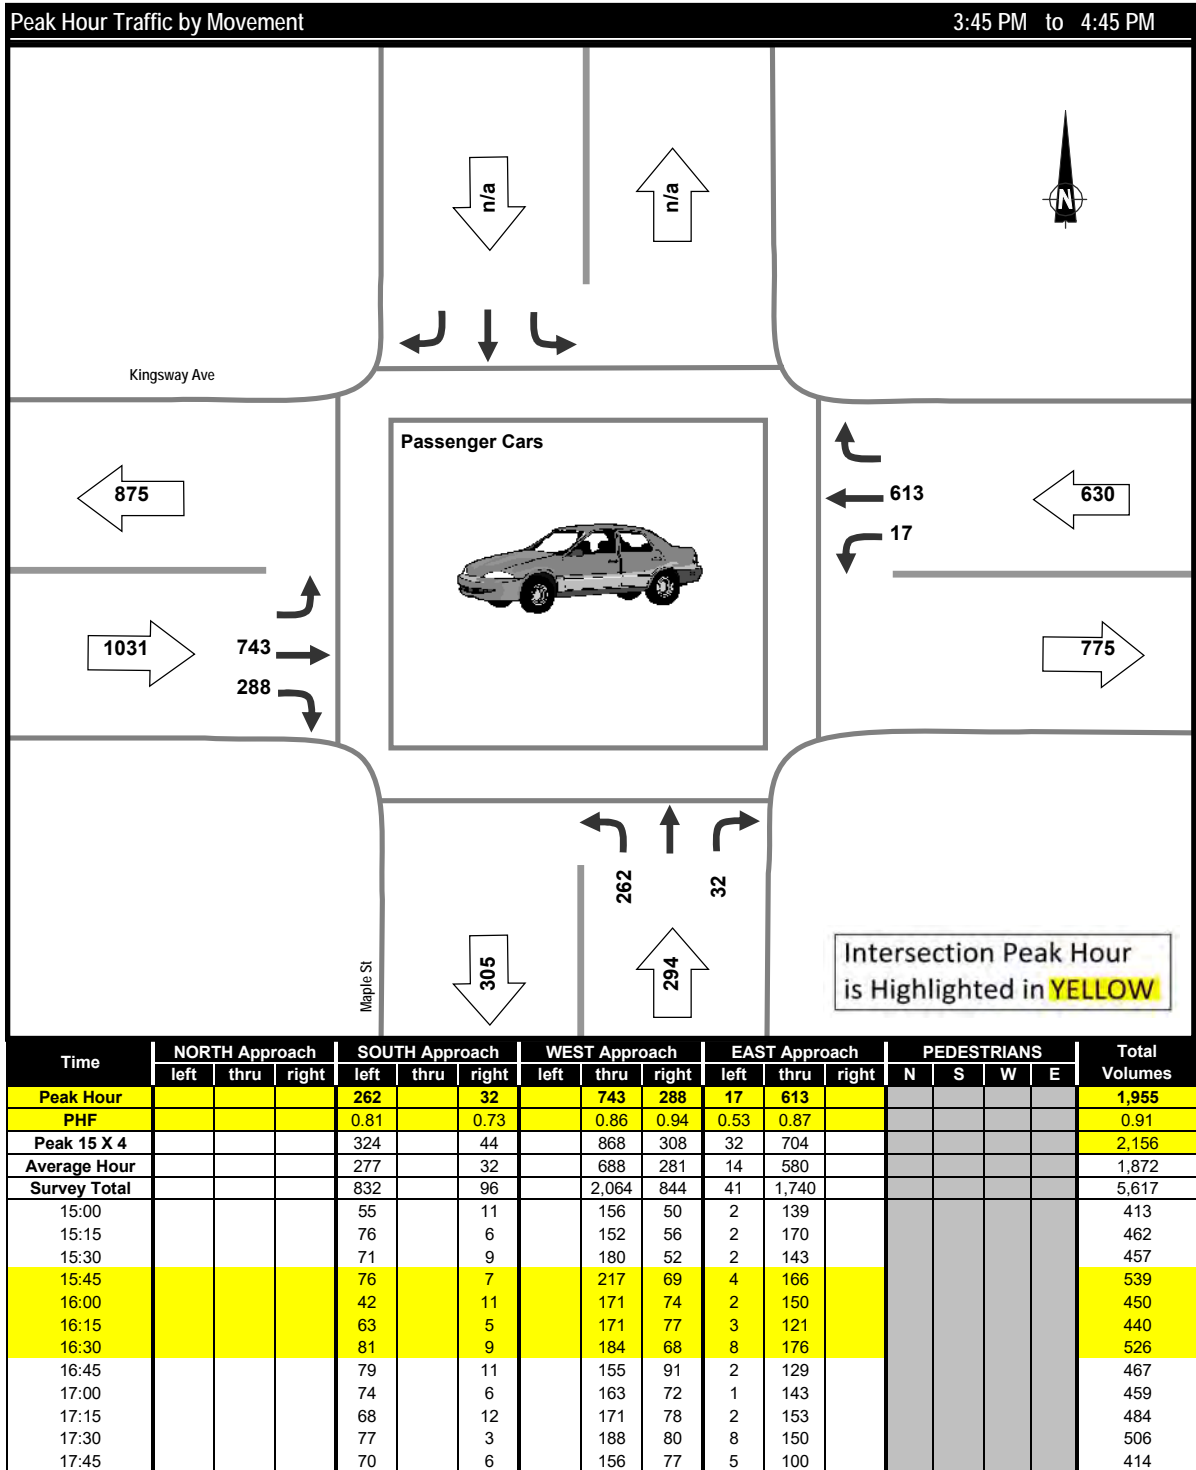 Peak Hour Traffic by Movement 3:45 PM to 4:45 PM
n/a n/a
N
Kingsway Ave
Passenger Cars
875 613 630
17
1031 743 775
288
262 32
Maple St 305 294
Intersection Peak Hour
is Highlighted in YELLOW
Time NORTH Approach SOUTH Approach WEST Approach EAST Approach PEDESTRIANS Total
left thru right left thru right left thru right left thru right N S W E Volumes
Peak Hour 262 32 743 288 17 613 1,955
PHF 0.81 0.73 0.86 0.94 0.53 0.87 0.91
Peak 15 X 4 324 44 868 308 32 704 2,156
Average Hour 277 32 688 281 14 580 1,872
Survey Total 832 96 2,064 844 41 1,740 5,617
15:00 55 11 156 50 2 139 413
15:15 76 6 152 56 2 170 462
15:30 71 9 180 52 2 143 457
15:45 76 7 217 69 4 166 539
16:00 42 11 171 74 2 150 450
16:15 63 5 171 77 3 121 440
16:30 81 9 184 68 8 176 526
16:45 79 11 155 91 2 129 467
17:00 74 6 163 72 1 143 459
17:15 68 12 171 78 2 153 484
17:30 77 3 188 80 8 150 506
17:45 70 6 156 77 5 100 414